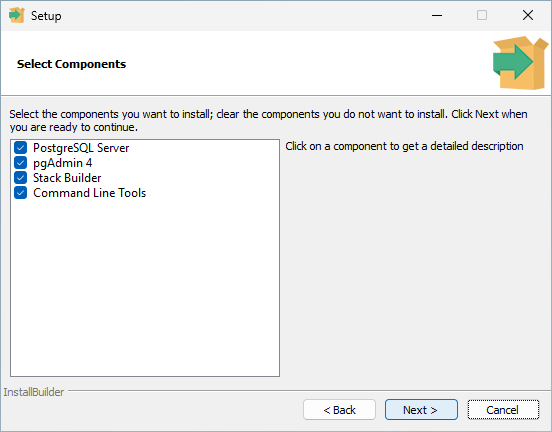 Setup
Select Components
Select the components you want to install; clear the components you do not want to install. Click Next when
you are ready to continue.
PostgreSQL Server
pgAdmin 4
Stack Builder
Command Line Tools
Click on a component to get a detailed description
InstallBuilder
< Back
Next >
Cancel